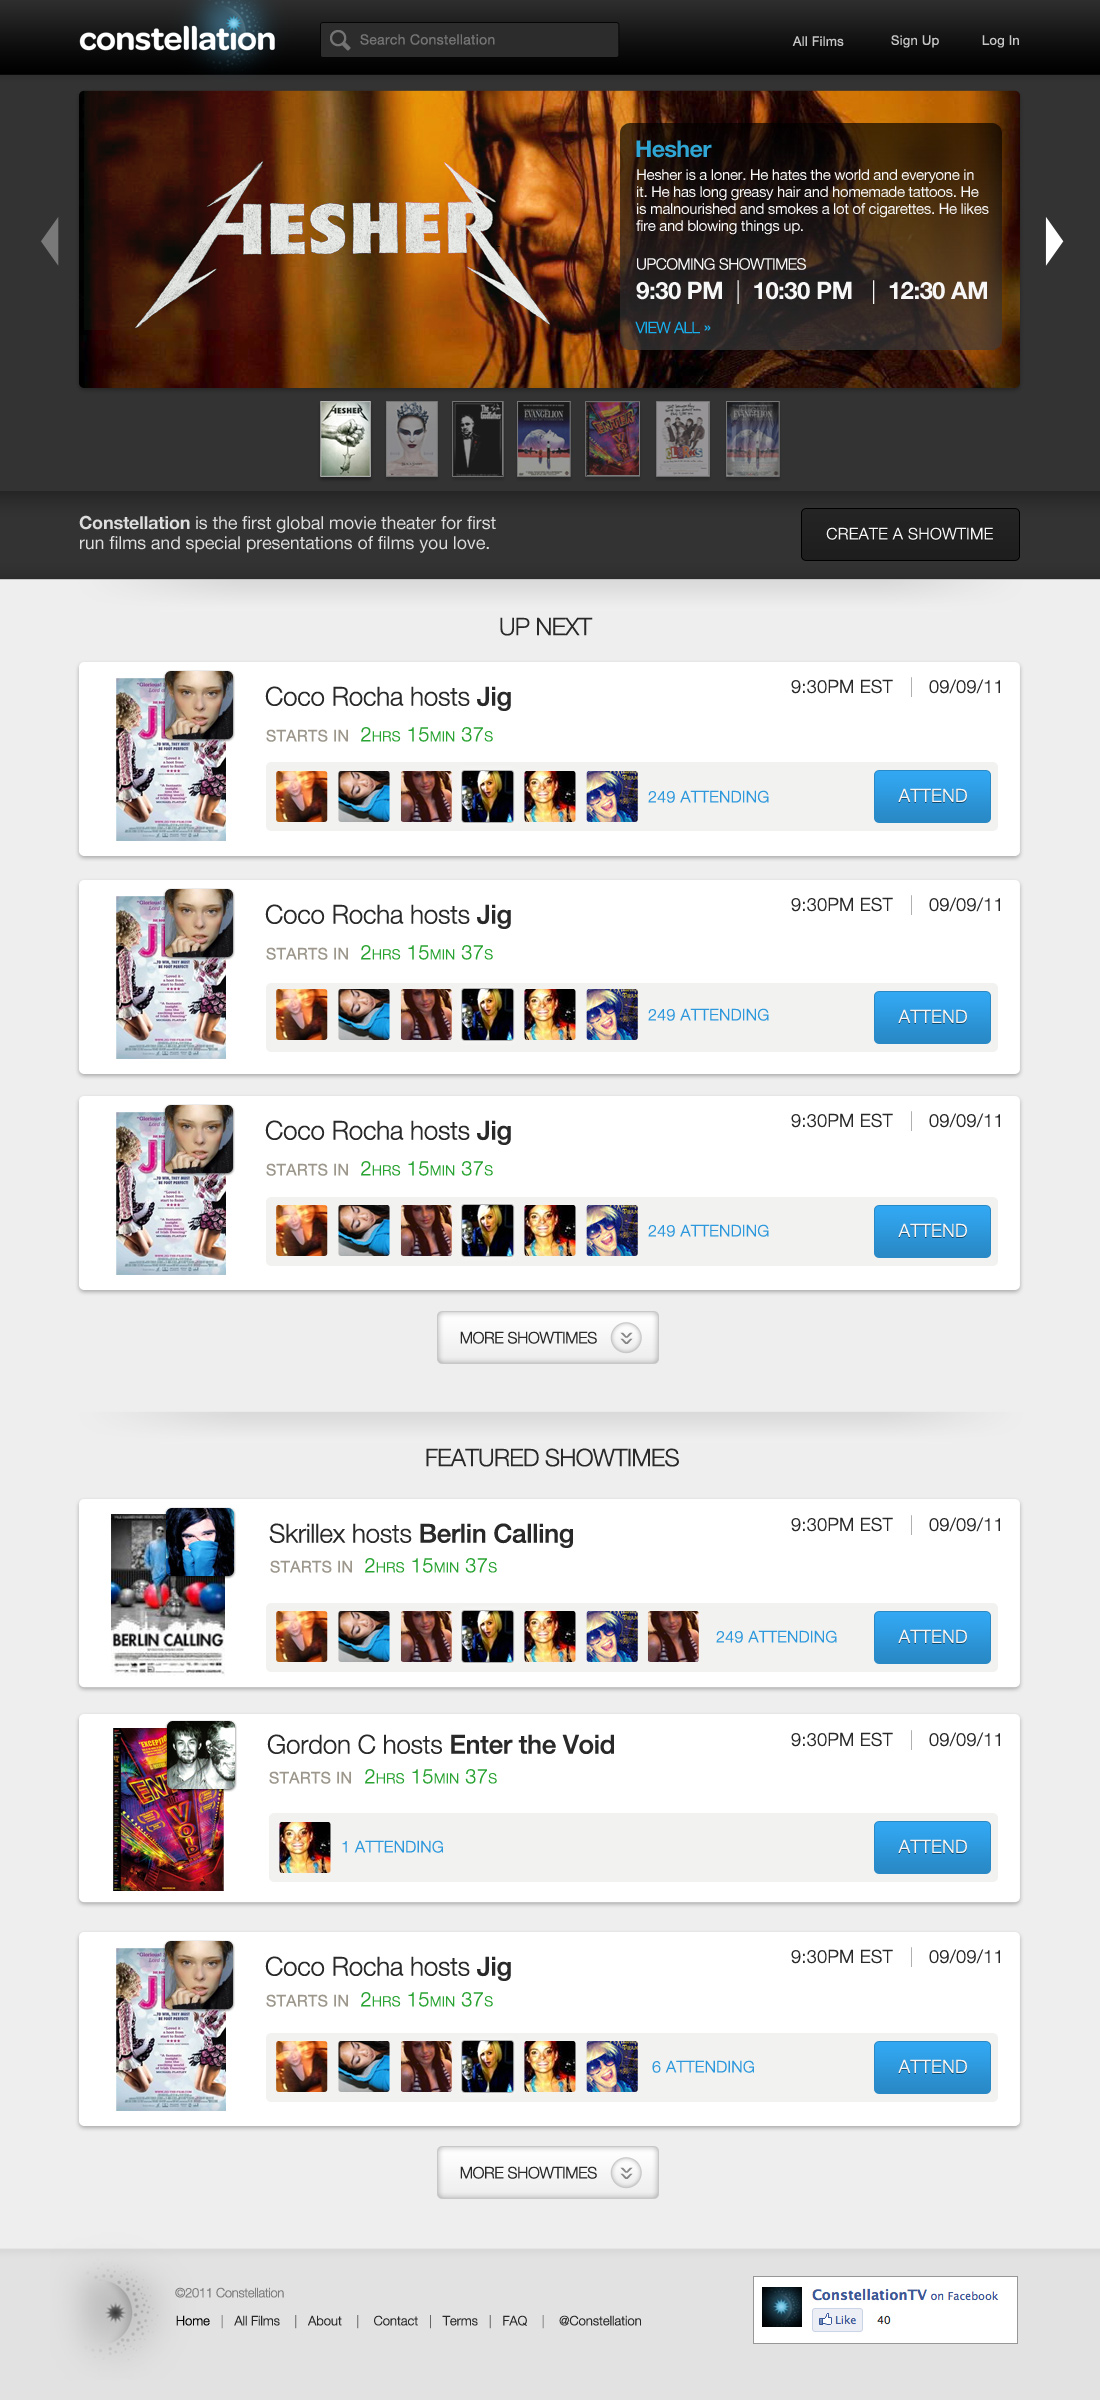 constellation
Search Constellation
All Films
Sign Up
Log In
HESHER
Hesher
Hesher is a loner. He hates the world and everyone in
it. He has long greasy hair and homemade tattoos. He
is malnourished and smokes a lot of cigarettes. He likes
fire and blowing things up.
UPCOMING SHOWTIMES
9:30 PM | 10:30 PM | 12:30 AM
VIEW ALL »
HESHER
The Godfather
EVANGELION
ENTER
EVANGELION
Constellation is the first global movie theater for first
run films and special presentations of films you love.
CREATE A SHOWTIME
UP NEXT
Coco Rocha hosts Jig
9:30PM EST | 09/09/11
STARTS IN 2HRS 15MIN 37S
249 ATTENDING
ATTEND
Coco Rocha hosts Jig
9:30PM EST | 09/09/11
STARTS IN 2HRS 15MIN 37S
249 ATTENDING
ATTEND
Coco Rocha hosts Jig
9:30PM EST | 09/09/11
STARTS IN 2HRS 15MIN 37S
249 ATTENDING
ATTEND
MORE SHOWTIMES
FEATURED SHOWTIMES
Skrillex hosts Berlin Calling
9:30PM EST | 09/09/11
STARTS IN 2HRS 15MIN 37S
BERLIN CALLING
249 ATTENDING
ATTEND
Gordon C hosts Enter the Void
9:30PM EST | 09/09/11
STARTS IN 2HRS 15MIN 37S
1 ATTENDING
ATTEND
Coco Rocha hosts Jig
9:30PM EST | 09/09/11
STARTS IN 2HRS 15MIN 37S
6 ATTENDING
ATTEND
MORE SHOWTIMES
©2011 Constellation
Home | All Films | About | Contact | Terms | FAQ | @Constellation
ConstellationTV on Facebook
Like 40